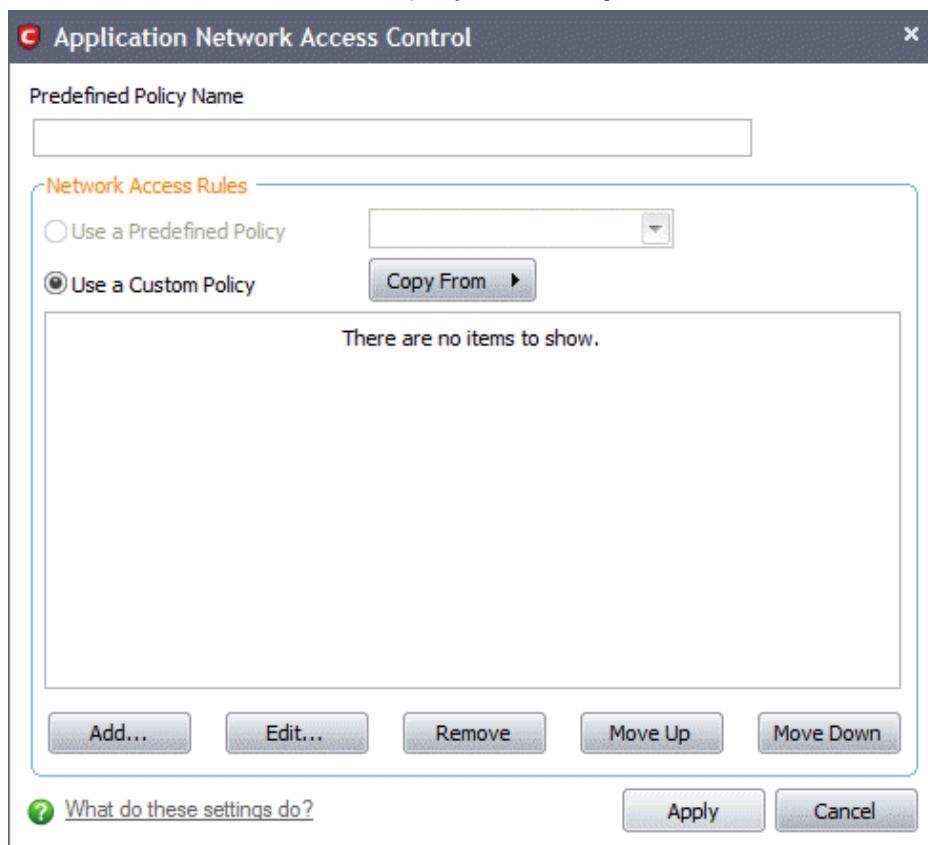 Application Network Access Control
Predefined Policy Name
Network Access Rules
Use a Predefined Policy
Use a Custom Policy Copy From
There are no items to show.
Add... Edit... Remove Move Up Move Down
What do these settings do? Apply Cancel